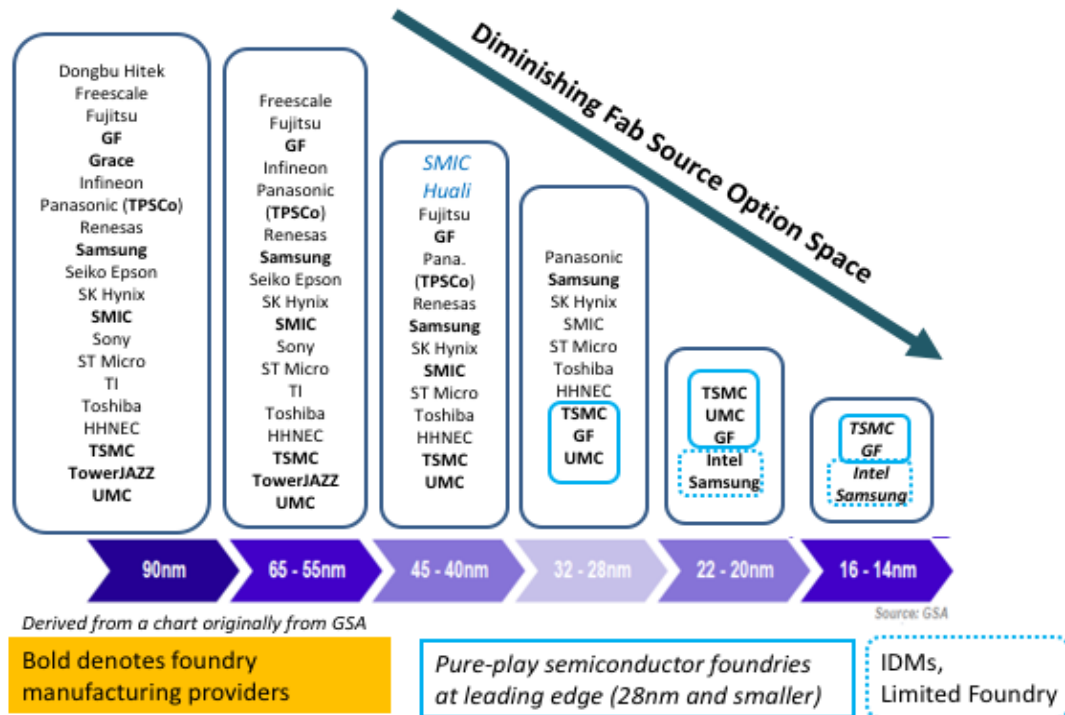 Diminishing Fab Source Option Space
Dongbu Hitek
Freescale
Fujitsu
GF
Grace
Infineon
Panasonic (TPSCo)
Renesas
Samsung
Seiko Epson
SK Hynix
SMIC
Sony
ST Micro
TI
Toshiba
HHNEC
TSMC
TowerJAZZ
UMC
Freescale
Fujitsu
GF
Infineon
Panasonic
(TPSCo)
Renesas
Samsung
Seiko Epson
SK Hynix
SMIC
Sony
ST Micro
TI
Toshiba
HHNEC
TSMC
TowerJAZZ
UMC
SMIC
Huali
Fujitsu
GF
Pana.
(TPSCo)
Renesas
Samsung
SK Hynix
SMIC
ST Micro
Toshiba
HHNEC
TSMC
UMC
Panasonic
Samsung
SK Hynix
SMIC
ST Micro
Toshiba
HHNEC
TSMC
GF
UMC
TSMC
UMC
GF
Intel
Samsung
TSMC
GF
Intel
Samsung
90nm
65 - 55nm
45 - 40nm
32 - 28nm
22 - 20nm
16 - 14nm
Source: GSA
Derived from a chart originally from GSA
Bold denotes foundry
manufacturing providers
Pure-play semiconductor foundries
at leading edge (28nm and smaller)
IDMs,
Limited Foundry